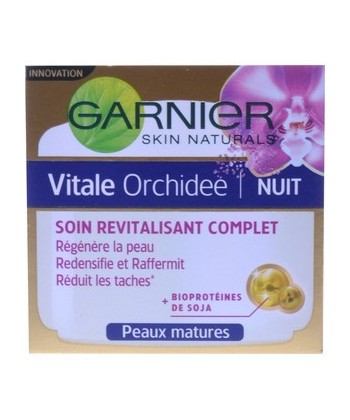 INNOVATION
GARNIER
SKIN NATURALS
Vitale Orchidée NUIT
SOIN REVITALISANT COMPLET
Régénère la peau
Redensifie et Raffermit
Réduit les taches*
+ BIOPROTÉINES
DE SOJA
Peaux matures